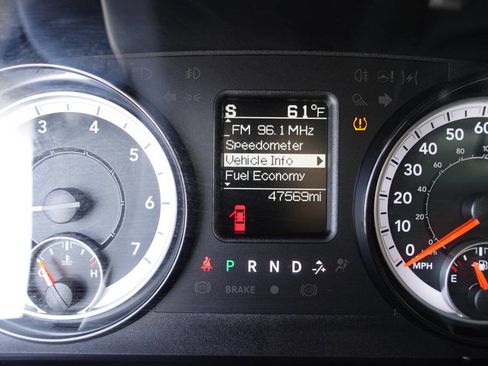 S 61°F
FM 96.1 MHz
Speedometer
Vehicle Info
Fuel Economy
47569mi
3 4 5 6 7
C H
P R N D
BRAKE
0 10 20 30 40 50 60
MPH
E